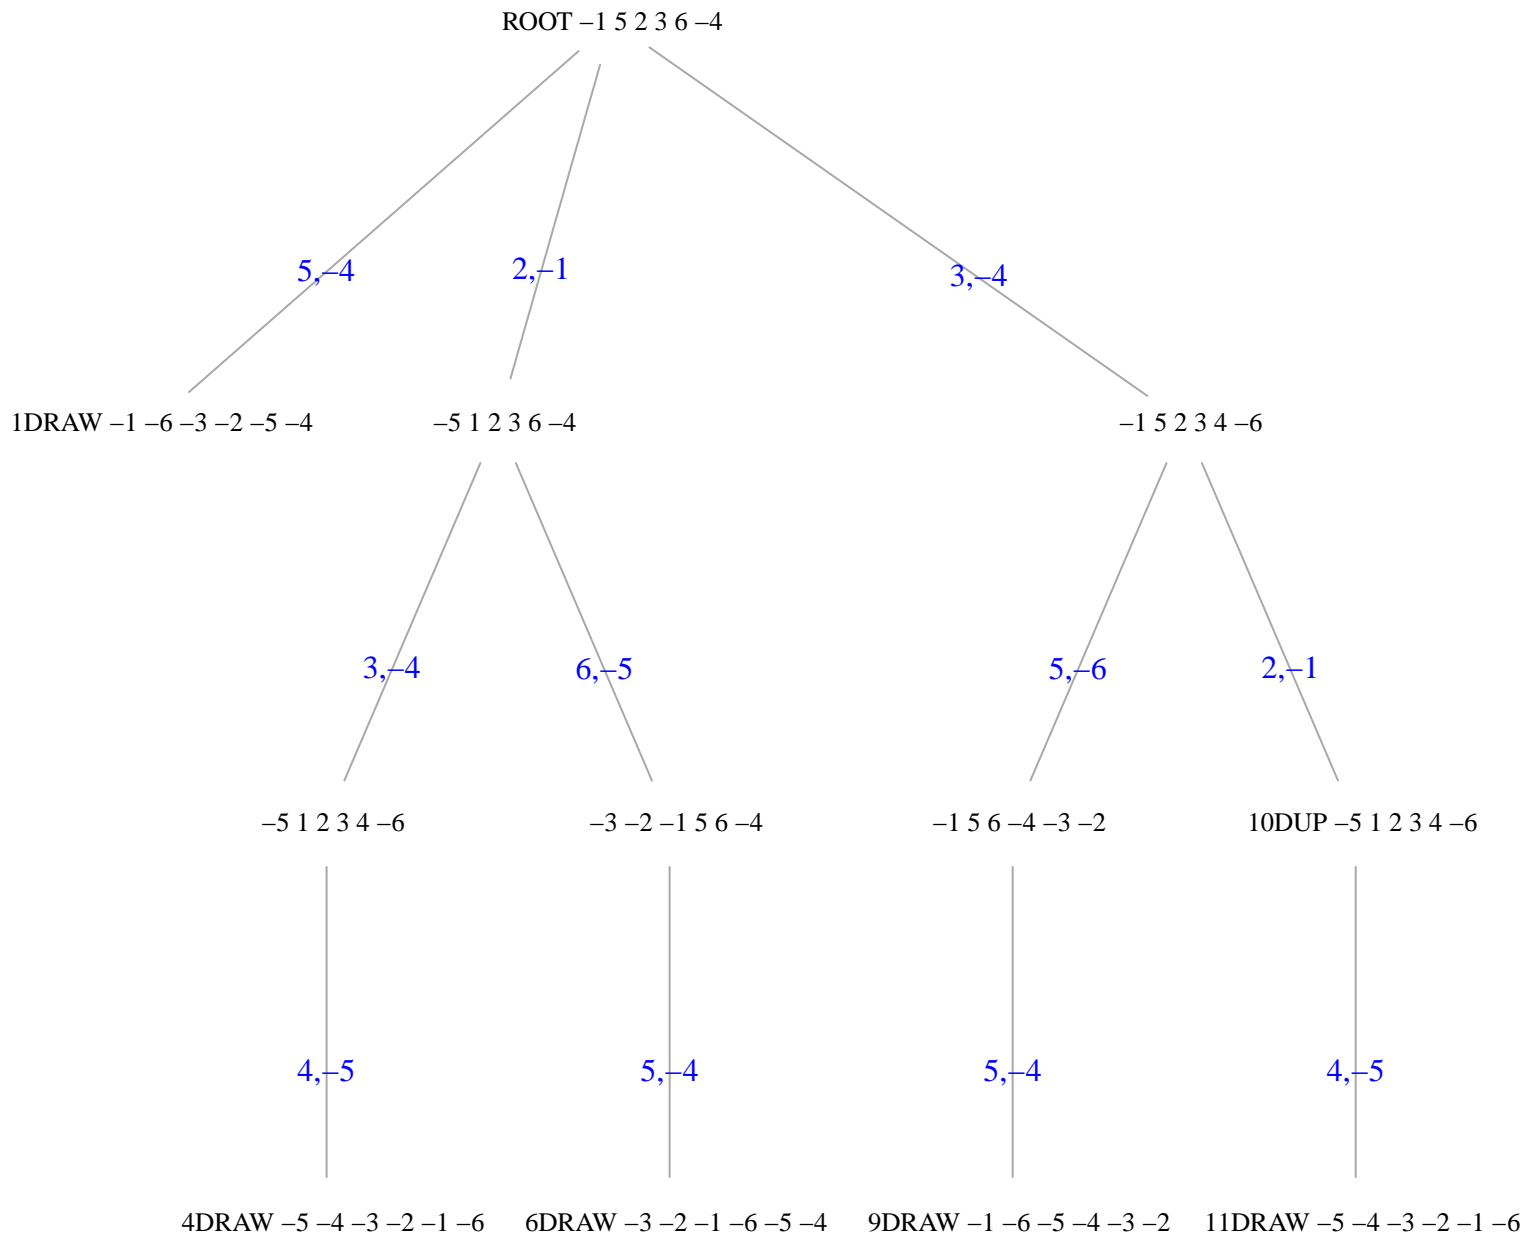 ROOT –1 5 2 3 6 –4
5,–4
2,–1
3,–4
1DRAW –1 –6 –3 –2 –5 –4
–5 1 2 3 6 –4
–1 5 2 3 4 –6
3,–4
6,–5
5,–6
2,–1
–5 1 2 3 4 –6
–3 –2 –1 5 6 –4
–1 5 6 –4 –3 –2
10DUP –5 1 2 3 4 –6
4,–5
5,–4
5,–4
4,–5
4DRAW –5 –4 –3 –2 –1 –6
6DRAW –3 –2 –1 –6 –5 –4
9DRAW –1 –6 –5 –4 –3 –2
11DRAW –5 –4 –3 –2 –1 –6